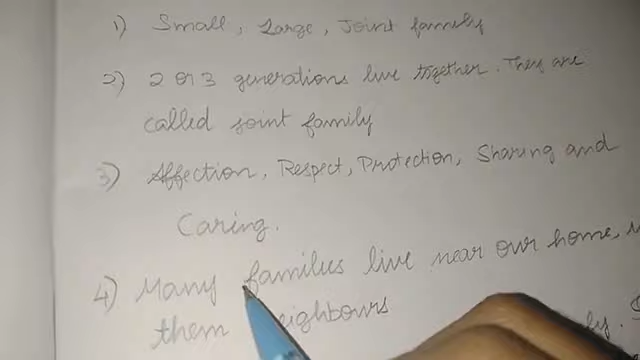 1) Small, Large, Joint family
2) 2 or 3 generations live together. They are
called joint family
3) Affection, Respect, Protection, Sharing and
Caring.
4) Many families live near our home,
them neighbours